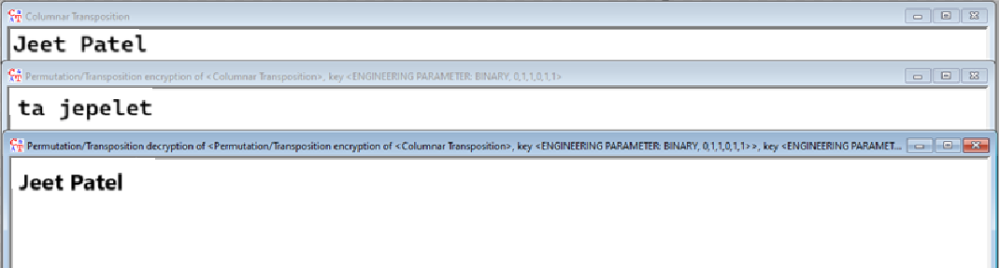 Columnar Transposition
Jeet Patel
Permutation/Transposition encryption of <Columnar Transposition>, key <ENGINEERING PARAMETER: BINARY, 0,1,1,0,1,1>
ta jepelet
Permutation/Transposition decryption of <Permutation/Transposition encryption of <Columnar Transposition>, key <ENGINEERING PARAMETER: BINARY, 0,1,1,0,1,1>>, key <ENGINEERING PARAMET...
Jeet Patel